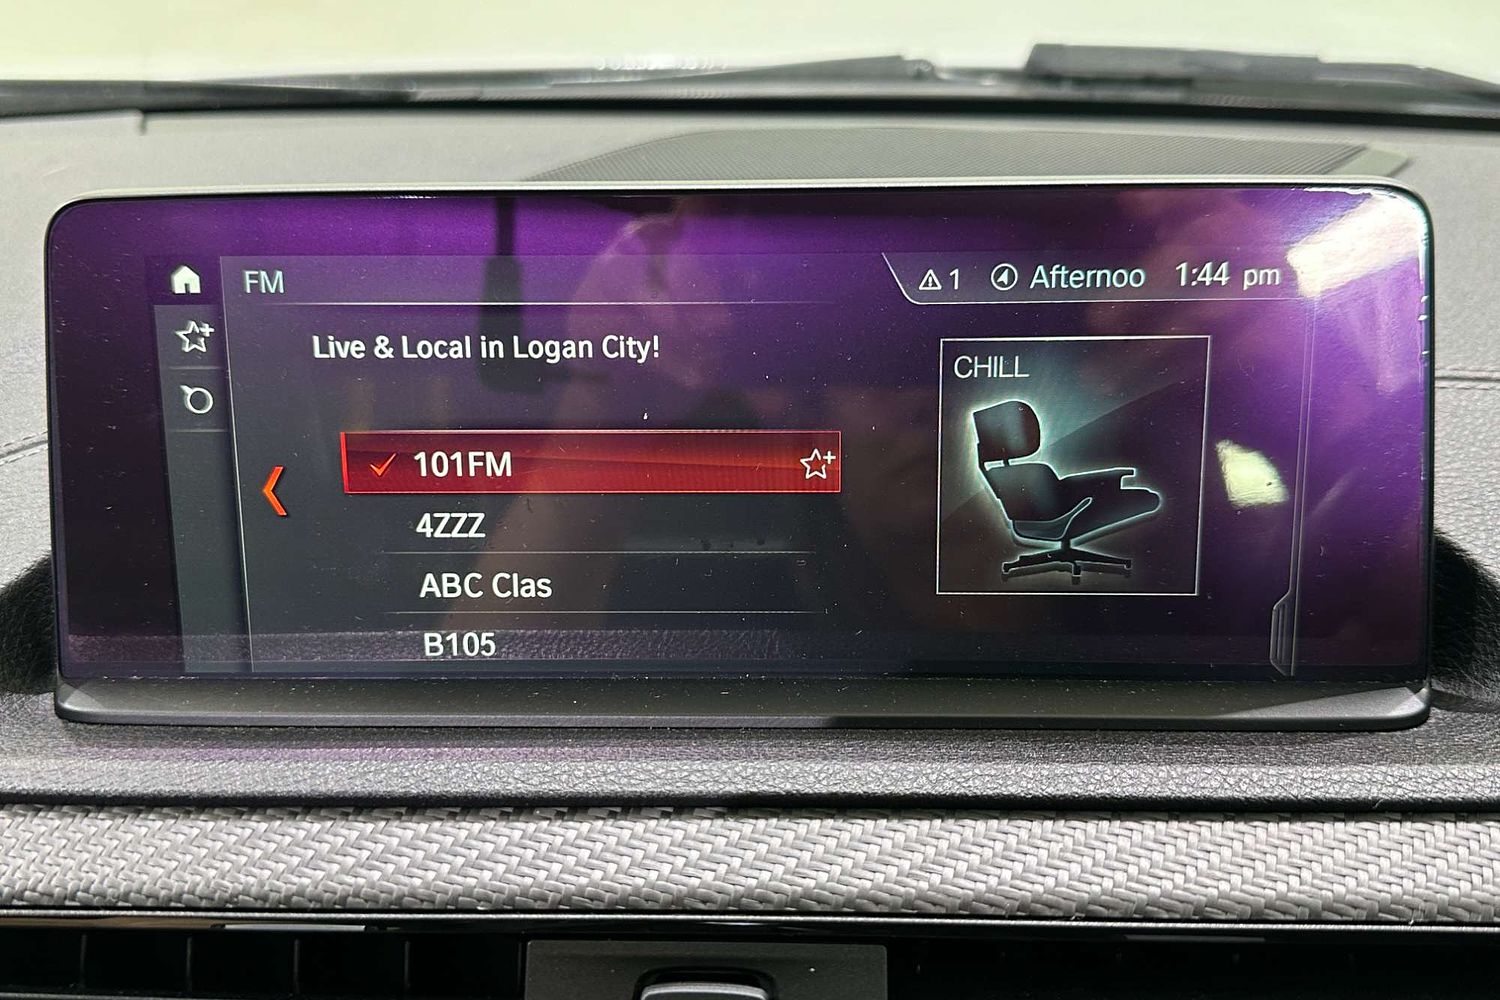 FM
1 Afternoo 1:44 pm
Live & Local in Logan City!
CHILL
101FM
4ZZZ
ABC Clas
B105